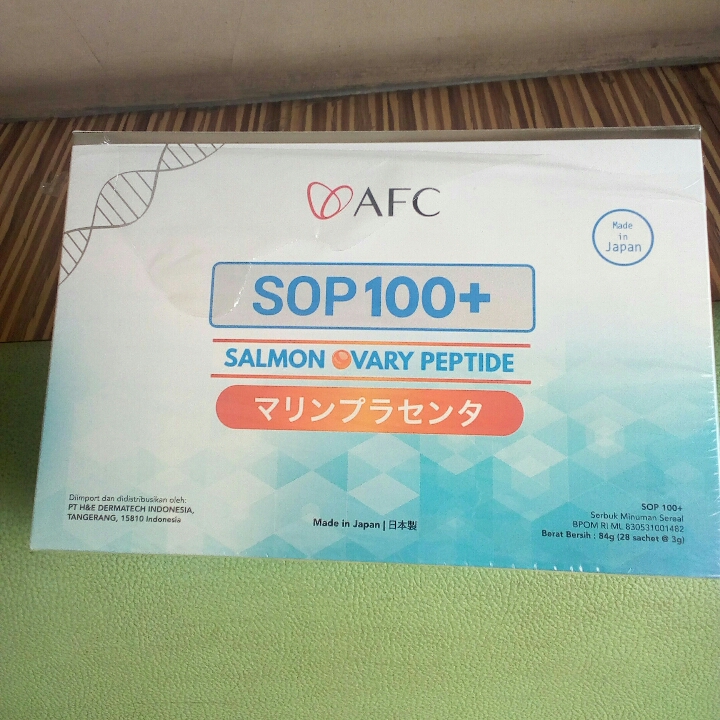 AFC
Made
in
Japan
SOP 100+
SALMON OVARY PEPTIDE
マリンプラセンタ
Diimport dan didistribusikan oleh:
PT H&E DERMATECH INDONESIA,
TANGERANG, 15810 Indonesia
Made in Japan | 日本製
SOP 100+
Serbuk Minuman Sereal
BPOM RI ML 830531001482
Berat Bersih : 84g (28 sachet @ 3g)